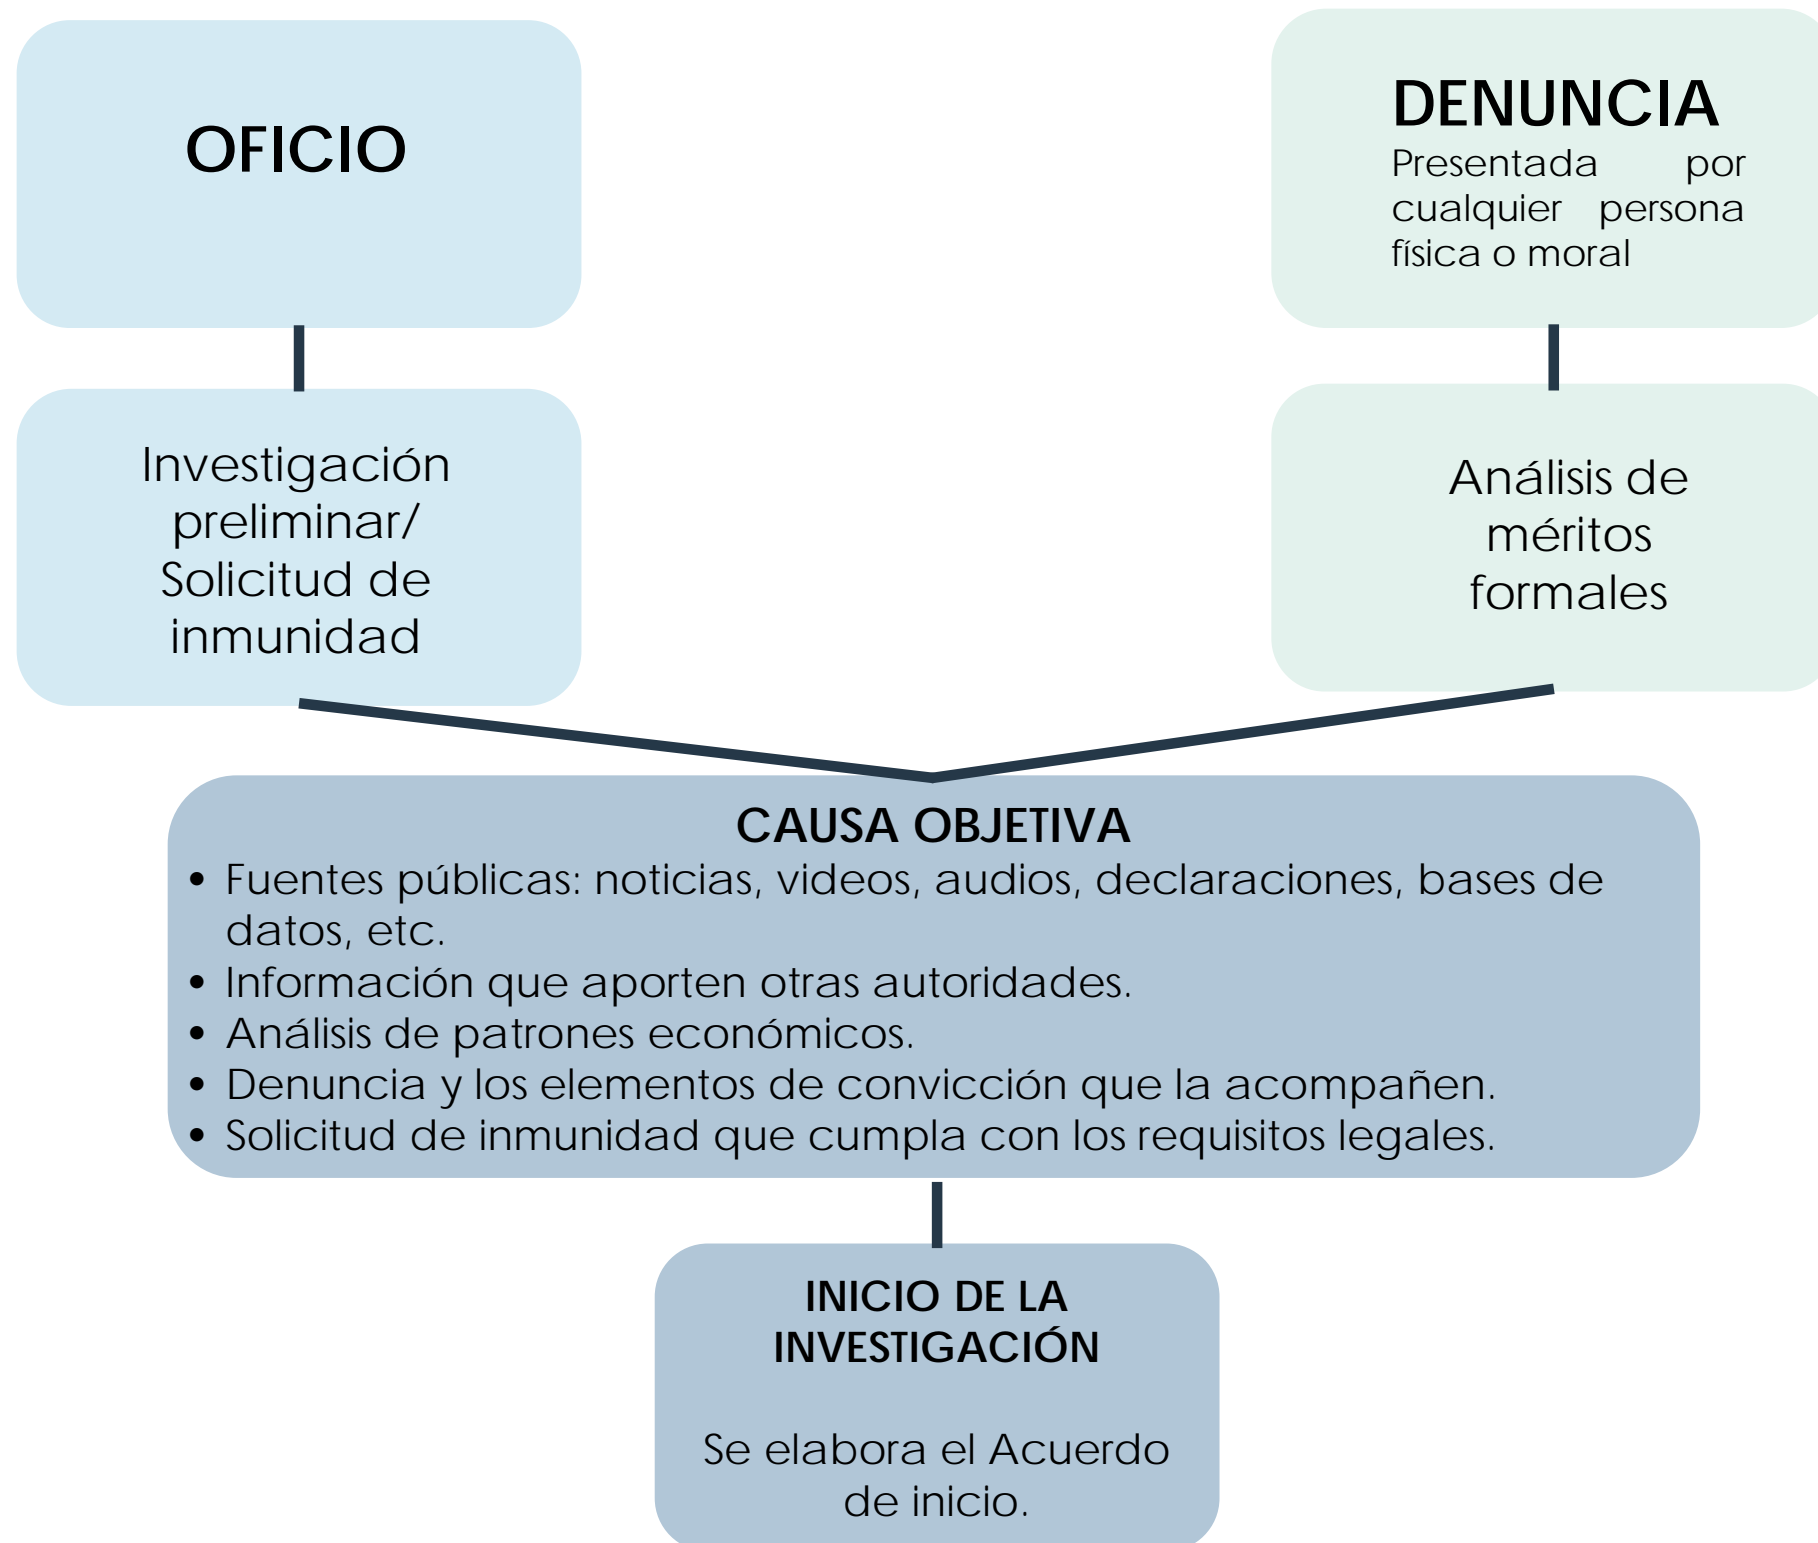 OFICIO
DENUNCIA
Presentada por
cualquier persona
física o moral
Investigación
preliminar/
Solicitud de
inmunidad
Análisis de
méritos
formales
CAUSA OBJETIVA
• Fuentes públicas: noticias, videos, audios, declaraciones, bases de
datos, etc.
• Información que aporten otras autoridades.
• Análisis de patrones económicos.
• Denuncia y los elementos de convicción que la acompañen.
• Solicitud de inmunidad que cumpla con los requisitos legales.
INICIO DE LA
INVESTIGACIÓN
Se elabora el Acuerdo
de inicio.